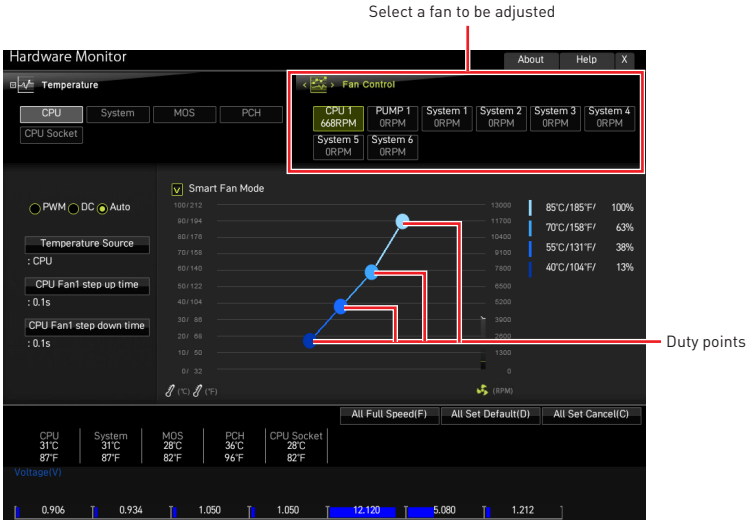 Select a fan to be adjusted
Hardware Monitor
About Help X
Temperature
Fan Control
CPU System MOS PCH
CPU Socket
CPU 1 PUMP 1 System 1 System 2 System 3 System 4
668RPM 0RPM 0RPM 0RPM 0RPM 0RPM
System 5 System 6
0RPM 0RPM
PWM DC Auto
Temperature Source
: CPU
CPU Fan1 step up time
: 0.1s
CPU Fan1 step down time
: 0.1s
Smart Fan Mode
100/212 13000
90/194 11700
80/176 10400
70/158 9100
60/140 7800
50/122 6500
40/104 5200
30/ 86 3900
20/ 68 2600
10/ 50 1300
0/ 32 0
(°C) (°F) (RPM)
85°C/185°F/ 100%
70°C/158°F/ 63%
55°C/131°F/ 38%
40°C/104°F/ 13%
Duty points
All Full Speed(F) All Set Default(D) All Set Cancel(C)
CPU System MOS PCH CPU Socket
31°C 31°C 28°C 36°C 28°C
87°F 87°F 82°F 96°F 82°F
Voltage(V)
0.906 0.934 1.050 1.050 12.120 5.080 1.212